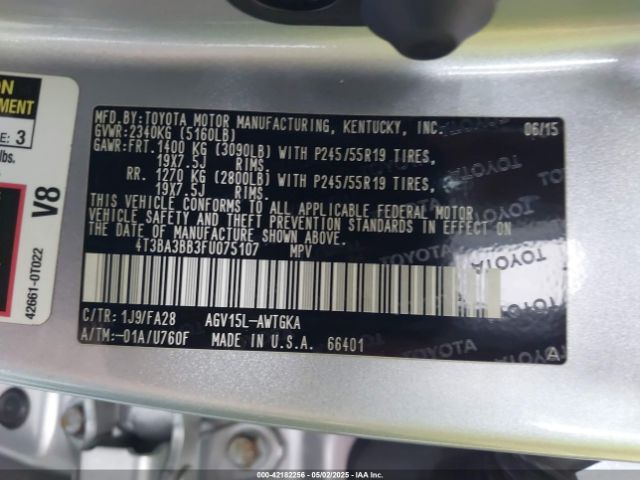 ON
EMENT
E: 3
lbs.
V8
42661-0T022
MFD.BY:TOYOTA MOTOR MANUFACTURING, KENTUCKY, INC. 06/15
GVWR:2340KG (5160LB)
GAWR:FRT.1400 KG (3090LB) WITH P245/55R19 TIRES,
19X7.5J RIMS.
RR. 1270 KG (2800LB) WITH P245/55R19 TIRES,
19X7.5J RIMS.
THIS VEHICLE CONFORMS TO ALL APPLICABLE FEDERAL MOTOR
VEHICLE SAFETY AND THEFT PREVENTION STANDARDS IN EFFECT ON
THE DATE OF MANUFACTURE SHOWN ABOVE.
4T3BA3BB3FU075107 MPV
C/TR: 1J9/FA28 AGV15L-AWTGKA
A/TM:-01A/U760F MADE IN U.S.A. 66401
A
TOYOTA
TOYOTA
TOYOTA
000-42182256 - 05/02/2025 - IAA